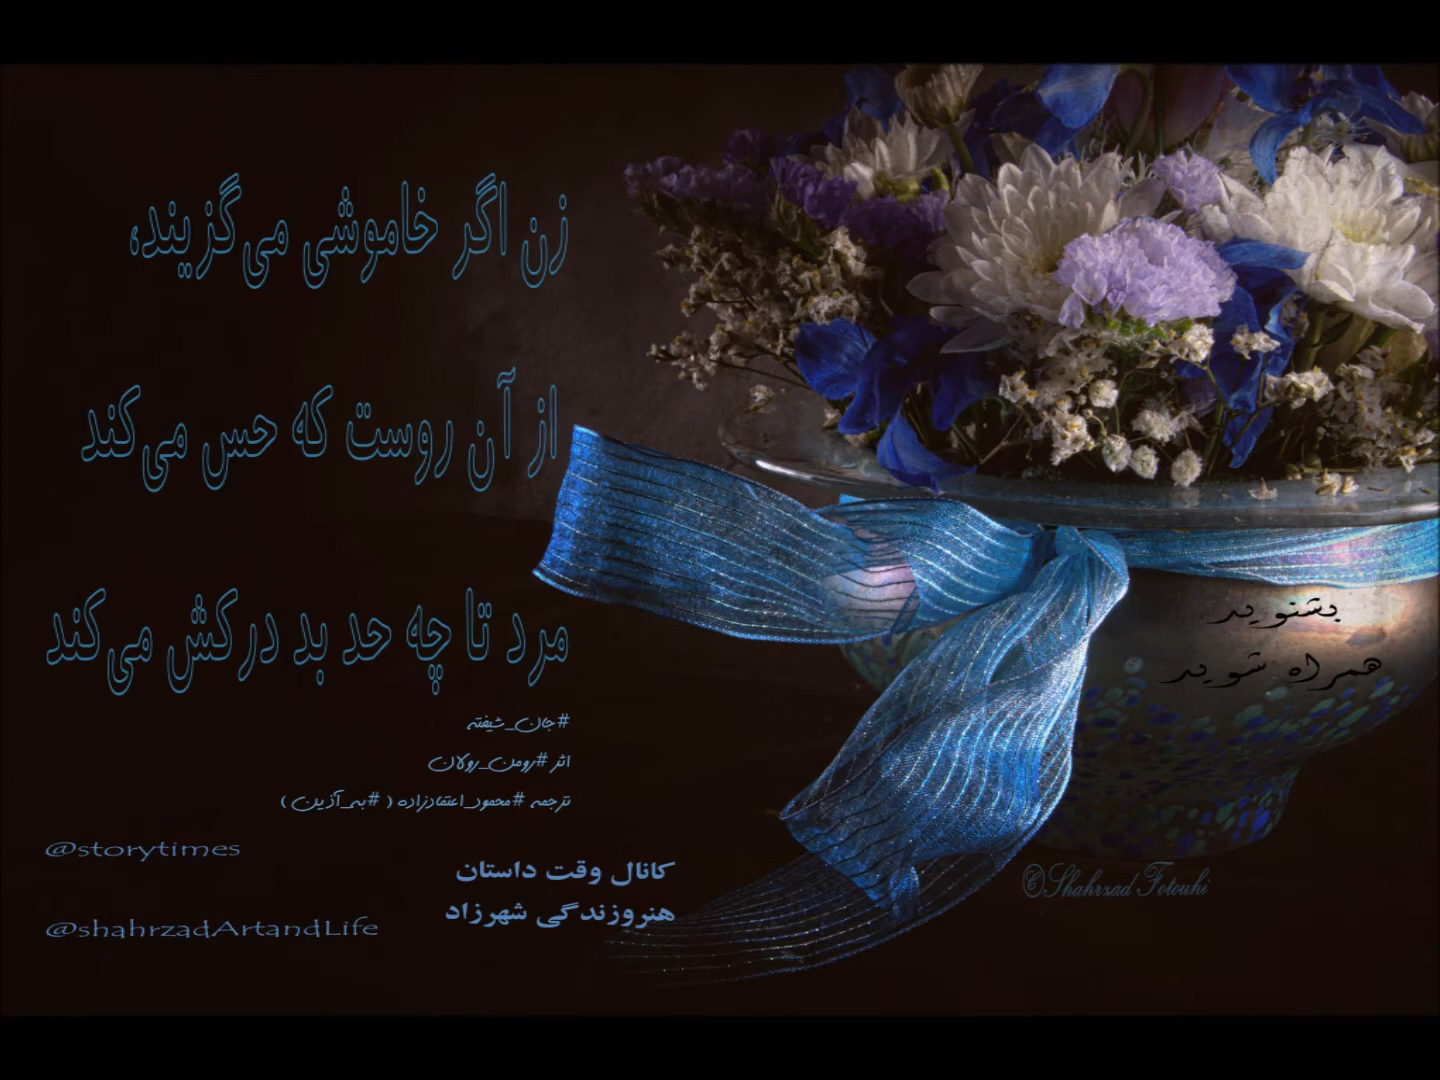 زن اگر خاموشی می‌گزیند،
از آن روست که حس می‌کند
مرد تا چه حد بد درکش می‌کند
#جان_شیفته
اثر #رومن_رولان
ترجمه #محمود_اعتمادزاده ( #به_آذین )
@storytimes
کانال وقت داستان
هنروزندگی شهرزاد
@shahrzadArtandLife
بشنوید
همراه شوید
©Shahrzad Fotouhi